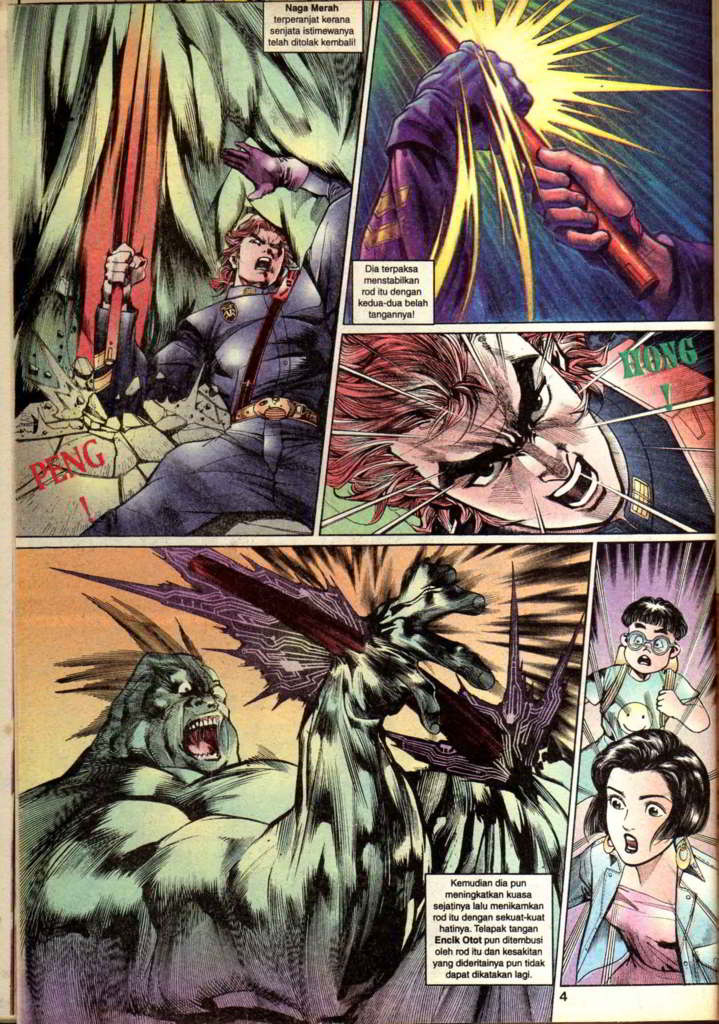 Naga Merah
terperanjat kerana
senjata istimewanya
telah ditolak kembali!
PENG
!
Dia terpaksa
menstabilkan
rod itu dengan
kedua-dua belah
tangannya!
HONG
!
Kemudian dia pun
meningkatkan kuasa
sejatinya lalu menikamkan
rod itu dengan sekuat-kuat
hatinya. Telapak tangan
Encik Otot pun ditembusi
oleh rod itu dan kesakitan
yang dideritainya pun tidak
dapat dikatakan lagi.
4